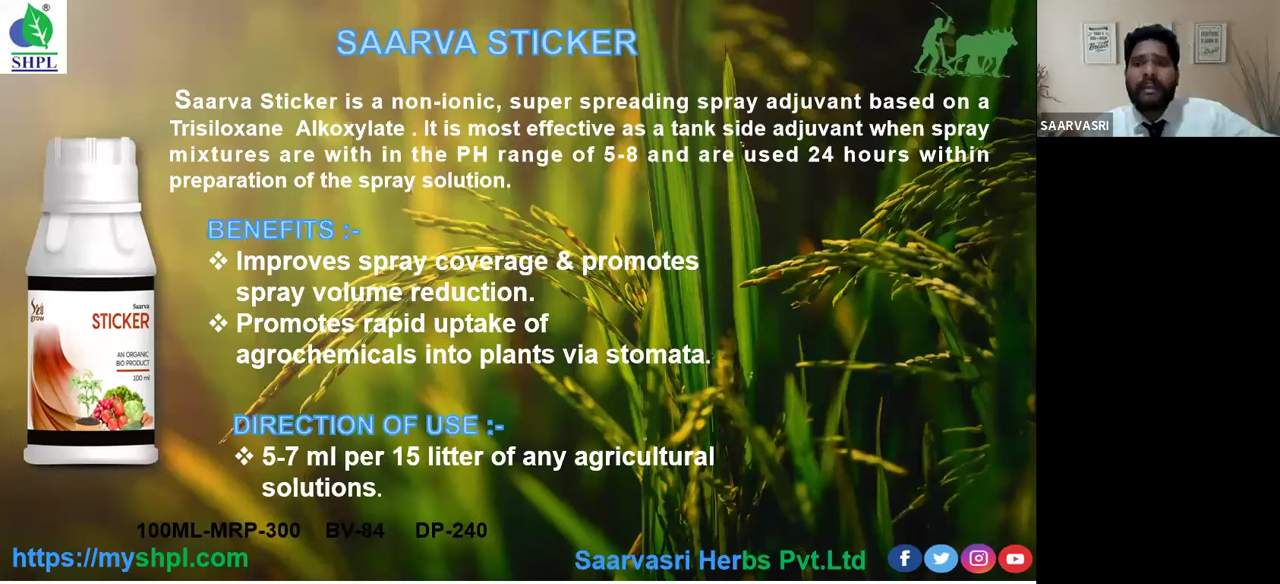 SHPL
SAARVA STICKER
Saarva Sticker is a non-ionic, super spreading spray adjuvant based on a
Trisiloxane Alkoxylate . It is most effective as a tank side adjuvant when spray
mixtures are with in the PH range of 5-8 and are used 24 hours within
preparation of the spray solution.
BENEFITS :-
❖ Improves spray coverage & promotes
spray volume reduction.
❖ Promotes rapid uptake of
agrochemicals into plants via stomata.
DIRECTION OF USE :-
❖ 5-7 ml per 15 litter of any agricultural
solutions.
100ML-MRP-300 BV-84 DP-240
https://myshpl.com
Saarvasri Herbs Pvt.Ltd
Saarva
STICKER
AN ORGANIC
BIO PRODUCT
100 ml
grow
SAARVASRI